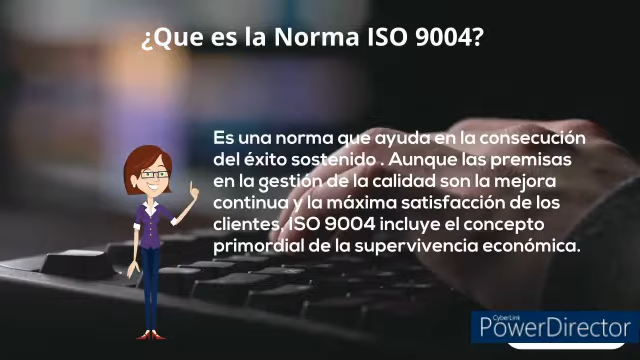 ¿Que es la Norma ISO 9004?
Es una norma que ayuda en la consecución
del éxito sostenido . Aunque las premisas
en la gestión de la calidad son la mejora
continua y la máxima satisfacción de los
clientes, ISO 9004 incluye el concepto
primordial de la supervivencia económica.
CyberLink
PowerDirector